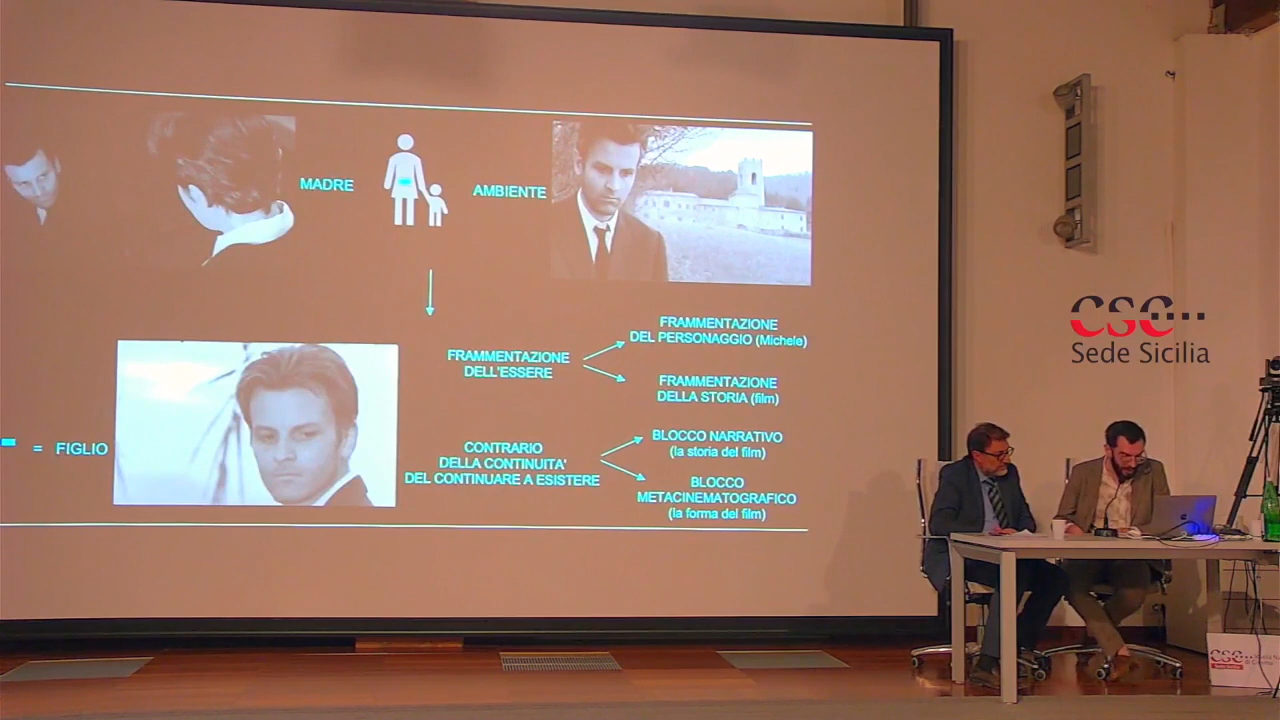 MADRE
AMBIENTE
FRAMMENTAZIONE
DEL PERSONAGGIO (Michele)
FRAMMENTAZIONE
DELL'ESSERE
FRAMMENTAZIONE
DELLA STORIA (film)
= FIGLIO
CONTRARIO
DELLA CONTINUITA'
DEL CONTINUARE A ESISTERE
BLOCCO NARRATIVO
(la storia del film)
BLOCCO
METACINEMATOGRAFICO
(la forma del film)
csc...
Sede Sicilia
csc...